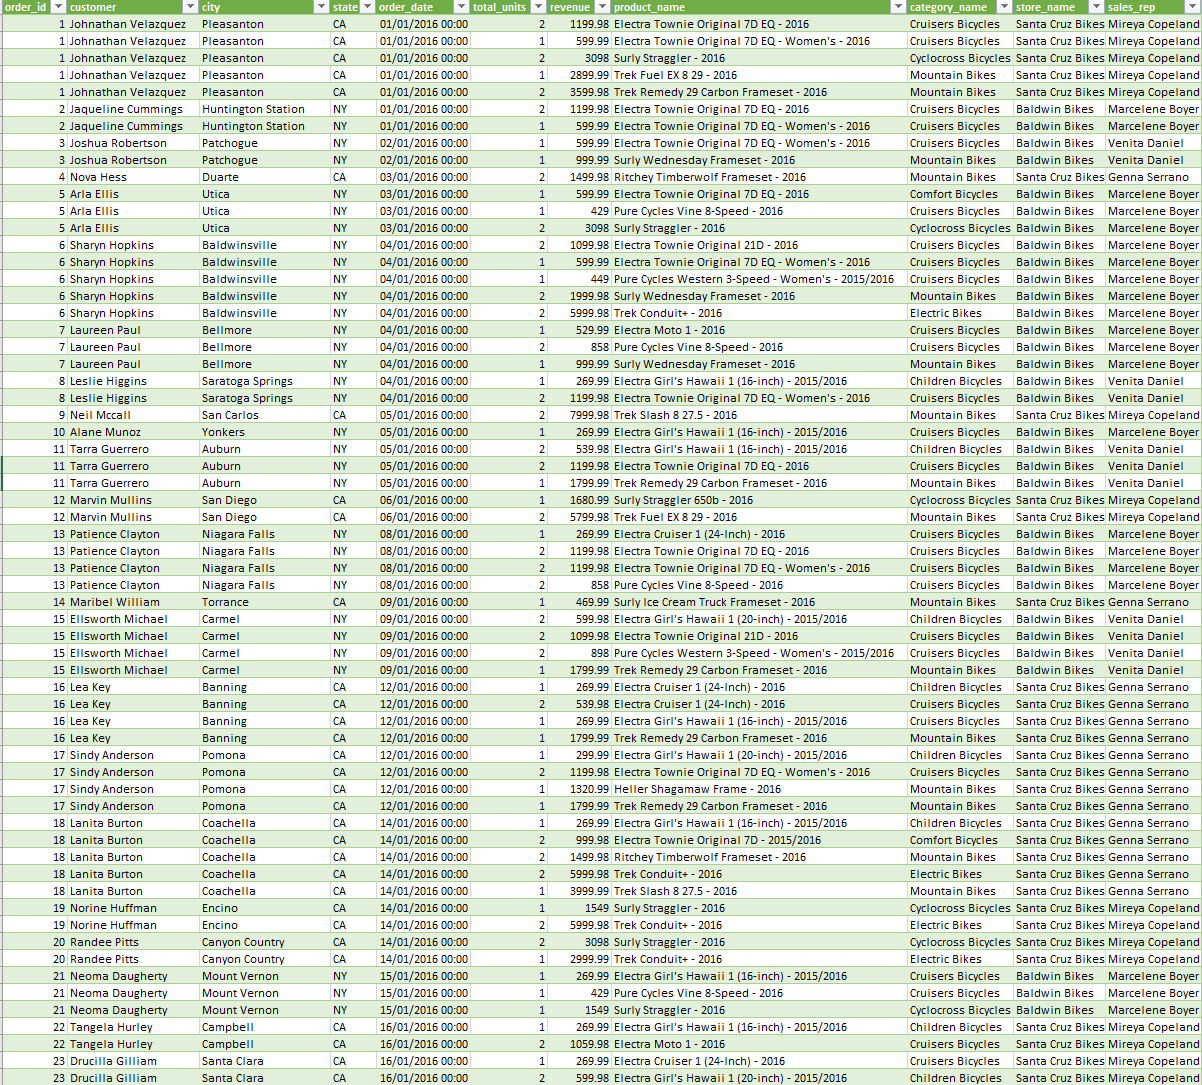 order_id customer city state order_date total_units revenue product_name category_name store_name sales_rep
1 Johnathan Velazquez Pleasanton CA 01/01/2016 00:00 2 1199.98 Electra Townie Original 7D EQ - 2016 Cruisers Bicycles Santa Cruz Bikes Mireya Copeland
1 Johnathan Velazquez Pleasanton CA 01/01/2016 00:00 1 599.99 Electra Townie Original 7D EQ - Women's - 2016 Cruisers Bicycles Santa Cruz Bikes Mireya Copeland
1 Johnathan Velazquez Pleasanton CA 01/01/2016 00:00 2 3098 Surly Straggler - 2016 Cyclocross Bicycles Santa Cruz Bikes Mireya Copeland
1 Johnathan Velazquez Pleasanton CA 01/01/2016 00:00 1 2899.99 Trek Fuel EX 8 29 - 2016 Mountain Bikes Santa Cruz Bikes Mireya Copeland
1 Johnathan Velazquez Pleasanton CA 01/01/2016 00:00 2 3599.98 Trek Remedy 29 Carbon Frameset - 2016 Mountain Bikes Santa Cruz Bikes Mireya Copeland
2 Jaqueline Cummings Huntington Station NY 01/01/2016 00:00 2 1199.98 Electra Townie Original 7D EQ - 2016 Cruisers Bicycles Baldwin Bikes Marcelene Boyer
2 Jaqueline Cummings Huntington Station NY 01/01/2016 00:00 1 599.99 Electra Townie Original 7D EQ - Women's - 2016 Cruisers Bicycles Baldwin Bikes Marcelene Boyer
3 Joshua Robertson Patchogue NY 02/01/2016 00:00 1 599.99 Electra Townie Original 7D EQ - Women's - 2016 Cruisers Bicycles Baldwin Bikes Venita Daniel
3 Joshua Robertson Patchogue NY 02/01/2016 00:00 1 999.99 Surly Wednesday Frameset - 2016 Mountain Bikes Baldwin Bikes Venita Daniel
4 Nova Hess Duarte CA 03/01/2016 00:00 2 1499.98 Ritchey Timberwolf Frameset - 2016 Mountain Bikes Santa Cruz Bikes Genna Serrano
5 Arla Ellis Utica NY 03/01/2016 00:00 1 599.99 Electra Townie Original 7D EQ - 2016 Comfort Bicycles Baldwin Bikes Marcelene Boyer
5 Arla Ellis Utica NY 03/01/2016 00:00 1 429 Pure Cycles Vine 8-Speed - 2016 Cruisers Bicycles Baldwin Bikes Marcelene Boyer
5 Arla Ellis Utica NY 03/01/2016 00:00 2 3098 Surly Straggler - 2016 Cyclocross Bicycles Baldwin Bikes Marcelene Boyer
6 Sharyn Hopkins Baldwinsville NY 04/01/2016 00:00 2 1099.98 Electra Townie Original 21D - 2016 Cruisers Bicycles Baldwin Bikes Marcelene Boyer
6 Sharyn Hopkins Baldwinsville NY 04/01/2016 00:00 1 599.99 Electra Townie Original 7D EQ - Women's - 2016 Cruisers Bicycles Baldwin Bikes Marcelene Boyer
6 Sharyn Hopkins Baldwinsville NY 04/01/2016 00:00 1 449 Pure Cycles Western 3-Speed - Women's - 2015/2016 Cruisers Bicycles Baldwin Bikes Marcelene Boyer
6 Sharyn Hopkins Baldwinsville NY 04/01/2016 00:00 2 1999.98 Surly Wednesday Frameset - 2016 Mountain Bikes Baldwin Bikes Marcelene Boyer
6 Sharyn Hopkins Baldwinsville NY 04/01/2016 00:00 2 5999.98 Trek Conduit+ - 2016 Electric Bikes Baldwin Bikes Marcelene Boyer
7 Laureen Paul Bellmore NY 04/01/2016 00:00 1 529.99 Electra Moto 1 - 2016 Cruisers Bicycles Baldwin Bikes Marcelene Boyer
7 Laureen Paul Bellmore NY 04/01/2016 00:00 2 858 Pure Cycles Vine 8-Speed - 2016 Cruisers Bicycles Baldwin Bikes Marcelene Boyer
7 Laureen Paul Bellmore NY 04/01/2016 00:00 1 999.99 Surly Wednesday Frameset - 2016 Mountain Bikes Baldwin Bikes Marcelene Boyer
8 Leslie Higgins Saratoga Springs NY 04/01/2016 00:00 1 269.99 Electra Girl's Hawaii 1 (16-inch) - 2015/2016 Children Bicycles Baldwin Bikes Venita Daniel
8 Leslie Higgins Saratoga Springs NY 04/01/2016 00:00 2 1199.98 Electra Townie Original 7D EQ - Women's - 2016 Cruisers Bicycles Baldwin Bikes Venita Daniel
9 Neil Mccall San Carlos CA 05/01/2016 00:00 2 7999.98 Trek Slash 8 27.5 - 2016 Mountain Bikes Santa Cruz Bikes Mireya Copeland
10 Alane Munoz Yonkers NY 05/01/2016 00:00 1 269.99 Electra Girl's Hawaii 1 (16-inch) - 2015/2016 Cruisers Bicycles Baldwin Bikes Marcelene Boyer
11 Tarra Guerrero Auburn NY 05/01/2016 00:00 2 539.98 Electra Girl's Hawaii 1 (16-inch) - 2015/2016 Children Bicycles Baldwin Bikes Venita Daniel
11 Tarra Guerrero Auburn NY 05/01/2016 00:00 2 1199.98 Electra Townie Original 7D EQ - 2016 Cruisers Bicycles Baldwin Bikes Venita Daniel
11 Tarra Guerrero Auburn NY 05/01/2016 00:00 1 1799.99 Trek Remedy 29 Carbon Frameset - 2016 Mountain Bikes Baldwin Bikes Venita Daniel
12 Marvin Mullins San Diego CA 06/01/2016 00:00 1 1680.99 Surly Straggler 650b - 2016 Cyclocross Bicycles Santa Cruz Bikes Mireya Copeland
12 Marvin Mullins San Diego CA 06/01/2016 00:00 2 5799.98 Trek Fuel EX 8 29 - 2016 Mountain Bikes Santa Cruz Bikes Mireya Copeland
13 Patience Clayton Niagara Falls NY 08/01/2016 00:00 1 269.99 Electra Cruiser 1 (24-Inch) - 2016 Cruisers Bicycles Baldwin Bikes Marcelene Boyer
13 Patience Clayton Niagara Falls NY 08/01/2016 00:00 2 1199.98 Electra Townie Original 7D EQ - 2016 Cruisers Bicycles Baldwin Bikes Marcelene Boyer
13 Patience Clayton Niagara Falls NY 08/01/2016 00:00 2 1199.98 Electra Townie Original 7D EQ - Women's - 2016 Cruisers Bicycles Baldwin Bikes Marcelene Boyer
13 Patience Clayton Niagara Falls NY 08/01/2016 00:00 2 858 Pure Cycles Vine 8-Speed - 2016 Cruisers Bicycles Baldwin Bikes Marcelene Boyer
14 Maribel William Torrance CA 09/01/2016 00:00 1 469.99 Surly Ice Cream Truck Frameset - 2016 Mountain Bikes Santa Cruz Bikes Genna Serrano
15 Ellsworth Michael Carmel NY 09/01/2016 00:00 2 599.98 Electra Girl's Hawaii 1 (20-inch) - 2015/2016 Children Bicycles Baldwin Bikes Venita Daniel
15 Ellsworth Michael Carmel NY 09/01/2016 00:00 2 1099.98 Electra Townie Original 21D - 2016 Cruisers Bicycles Baldwin Bikes Venita Daniel
15 Ellsworth Michael Carmel NY 09/01/2016 00:00 2 898 Pure Cycles Western 3-Speed - Women's - 2015/2016 Cruisers Bicycles Baldwin Bikes Venita Daniel
15 Ellsworth Michael Carmel NY 09/01/2016 00:00 1 1799.99 Trek Remedy 29 Carbon Frameset - 2016 Mountain Bikes Baldwin Bikes Venita Daniel
16 Lea Key Banning CA 12/01/2016 00:00 1 269.99 Electra Cruiser 1 (24-Inch) - 2016 Children Bicycles Santa Cruz Bikes Genna Serrano
16 Lea Key Banning CA 12/01/2016 00:00 2 539.98 Electra Cruiser 1 (24-Inch) - 2016 Cruisers Bicycles Santa Cruz Bikes Genna Serrano
16 Lea Key Banning CA 12/01/2016 00:00 1 269.99 Electra Girl's Hawaii 1 (16-inch) - 2015/2016 Cruisers Bicycles Santa Cruz Bikes Genna Serrano
16 Lea Key Banning CA 12/01/2016 00:00 1 1799.99 Trek Remedy 29 Carbon Frameset - 2016 Mountain Bikes Santa Cruz Bikes Genna Serrano
17 Sindy Anderson Pomona CA 12/01/2016 00:00 1 299.99 Electra Girl's Hawaii 1 (20-inch) - 2015/2016 Children Bicycles Santa Cruz Bikes Genna Serrano
17 Sindy Anderson Pomona CA 12/01/2016 00:00 2 1199.98 Electra Townie Original 7D EQ - Women's - 2016 Cruisers Bicycles Santa Cruz Bikes Genna Serrano
17 Sindy Anderson Pomona CA 12/01/2016 00:00 1 1320.99 Heller Shagamaw Frame - 2016 Mountain Bikes Santa Cruz Bikes Genna Serrano
17 Sindy Anderson Pomona CA 12/01/2016 00:00 1 1799.99 Trek Remedy 29 Carbon Frameset - 2016 Mountain Bikes Santa Cruz Bikes Genna Serrano
18 Lanita Burton Coachella CA 14/01/2016 00:00 1 269.99 Electra Girl's Hawaii 1 (16-inch) - 2015/2016 Children Bicycles Santa Cruz Bikes Genna Serrano
18 Lanita Burton Coachella CA 14/01/2016 00:00 2 999.98 Electra Townie Original 7D - 2015/2016 Comfort Bicycles Santa Cruz Bikes Genna Serrano
18 Lanita Burton Coachella CA 14/01/2016 00:00 2 1499.98 Ritchey Timberwolf Frameset - 2016 Mountain Bikes Santa Cruz Bikes Genna Serrano
18 Lanita Burton Coachella CA 14/01/2016 00:00 2 5999.98 Trek Conduit+ - 2016 Electric Bikes Santa Cruz Bikes Genna Serrano
18 Lanita Burton Coachella CA 14/01/2016 00:00 1 3999.99 Trek Slash 8 27.5 - 2016 Mountain Bikes Santa Cruz Bikes Genna Serrano
19 Norine Huffman Encino CA 14/01/2016 00:00 1 1549 Surly Straggler - 2016 Cyclocross Bicycles Santa Cruz Bikes Mireya Copeland
19 Norine Huffman Encino CA 14/01/2016 00:00 2 5999.98 Trek Conduit+ - 2016 Electric Bikes Santa Cruz Bikes Mireya Copeland
20 Randee Pitts Canyon Country CA 14/01/2016 00:00 2 3098 Surly Straggler - 2016 Cyclocross Bicycles Santa Cruz Bikes Mireya Copeland
20 Randee Pitts Canyon Country CA 14/01/2016 00:00 1 2999.99 Trek Conduit+ - 2016 Electric Bikes Santa Cruz Bikes Mireya Copeland
21 Neoma Daugherty Mount Vernon NY 15/01/2016 00:00 1 269.99 Electra Girl's Hawaii 1 (16-inch) - 2015/2016 Cruisers Bicycles Baldwin Bikes Marcelene Boyer
21 Neoma Daugherty Mount Vernon NY 15/01/2016 00:00 1 429 Pure Cycles Vine 8-Speed - 2016 Cruisers Bicycles Baldwin Bikes Marcelene Boyer
21 Neoma Daugherty Mount Vernon NY 15/01/2016 00:00 1 1549 Surly Straggler - 2016 Cyclocross Bicycles Baldwin Bikes Marcelene Boyer
22 Tangela Hurley Campbell CA 16/01/2016 00:00 1 269.99 Electra Girl's Hawaii 1 (16-inch) - 2015/2016 Children Bicycles Santa Cruz Bikes Mireya Copeland
22 Tangela Hurley Campbell CA 16/01/2016 00:00 2 1059.98 Electra Moto 1 - 2016 Cruisers Bicycles Santa Cruz Bikes Mireya Copeland
23 Drucilla Gilliam Santa Clara CA 16/01/2016 00:00 1 269.99 Electra Cruiser 1 (24-Inch) - 2016 Cruisers Bicycles Santa Cruz Bikes Mireya Copeland
23 Drucilla Gilliam Santa Clara CA 16/01/2016 00:00 2 599.98 Electra Girl's Hawaii 1 (20-inch) - 2015/2016 Children Bicycles Santa Cruz Bikes Mireya Copeland